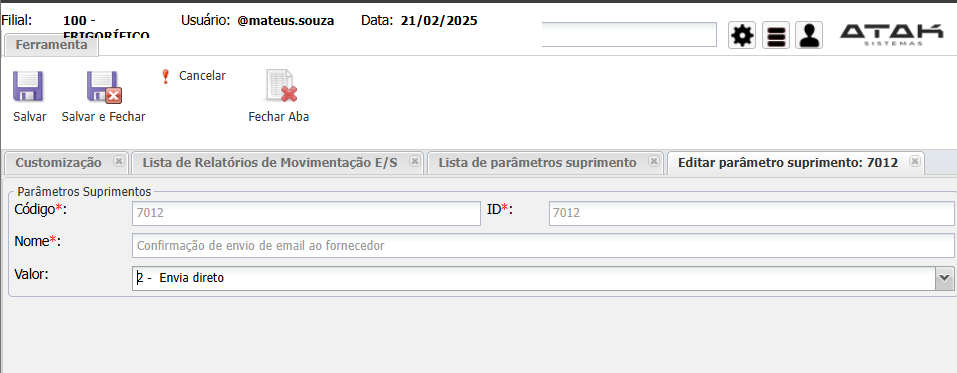 Filial: 100 - FRIGORÍFICO Usuário: @mateus.souza Data: 21/02/2025
ATAK SISTEMAS
Ferramenta
Salvar Salvar e Fechar Cancelar Fechar Aba
Customização Lista de Relatórios de Movimentação E/S Lista de parâmetros suprimento Editar parâmetro suprimento: 7012
Parâmetros Suprimentos
Código*: 7012 ID*: 7012
Nome*: Confirmação de envio de email ao fornecedor
Valor: 2 - Envia direto